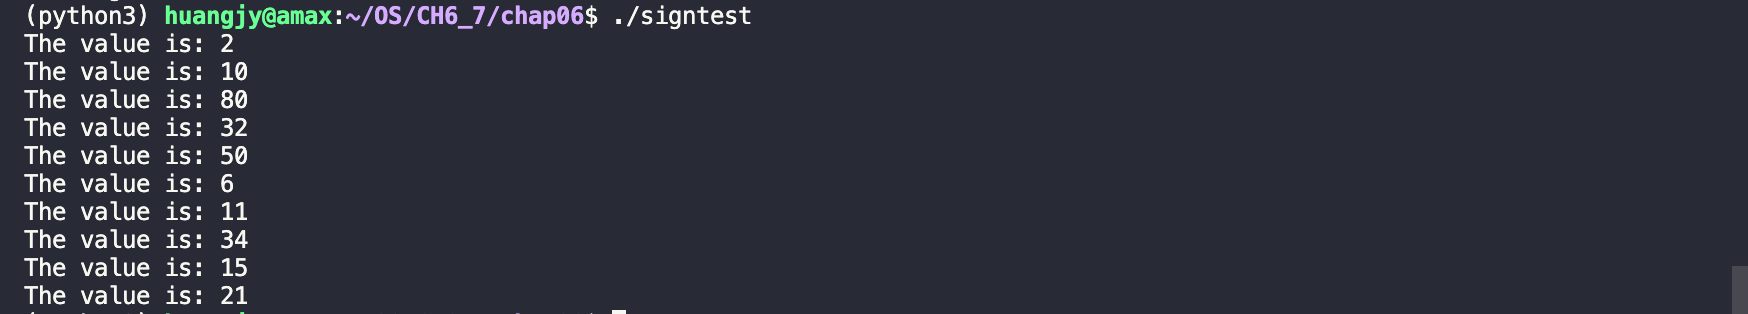 (python3) huangjy@amax:~/OS/CH6_7/chap06$ ./signtest
The value is: 2
The value is: 10
The value is: 80
The value is: 32
The value is: 50
The value is: 6
The value is: 11
The value is: 34
The value is: 15
The value is: 21